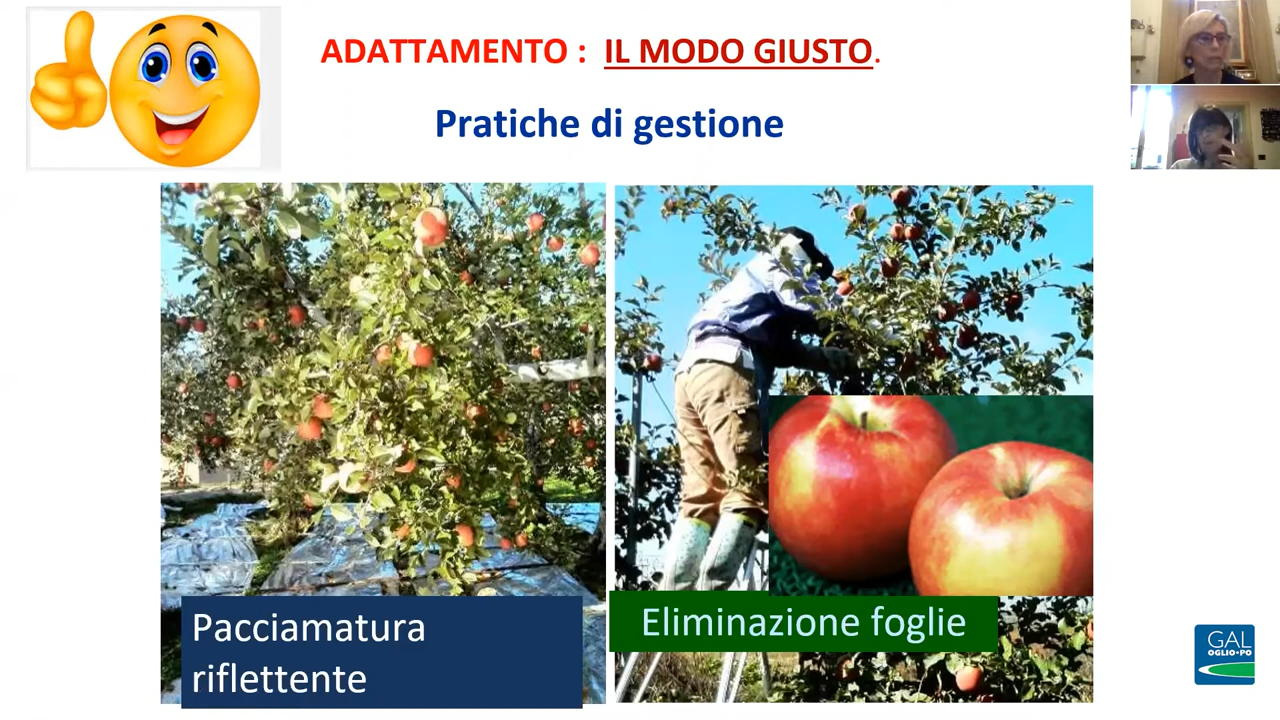 ADATTAMENTO : IL MODO GIUSTO.
Pratiche di gestione
Pacciamatura
riflettente
Eliminazione foglie
GAL
OGLIO•PO